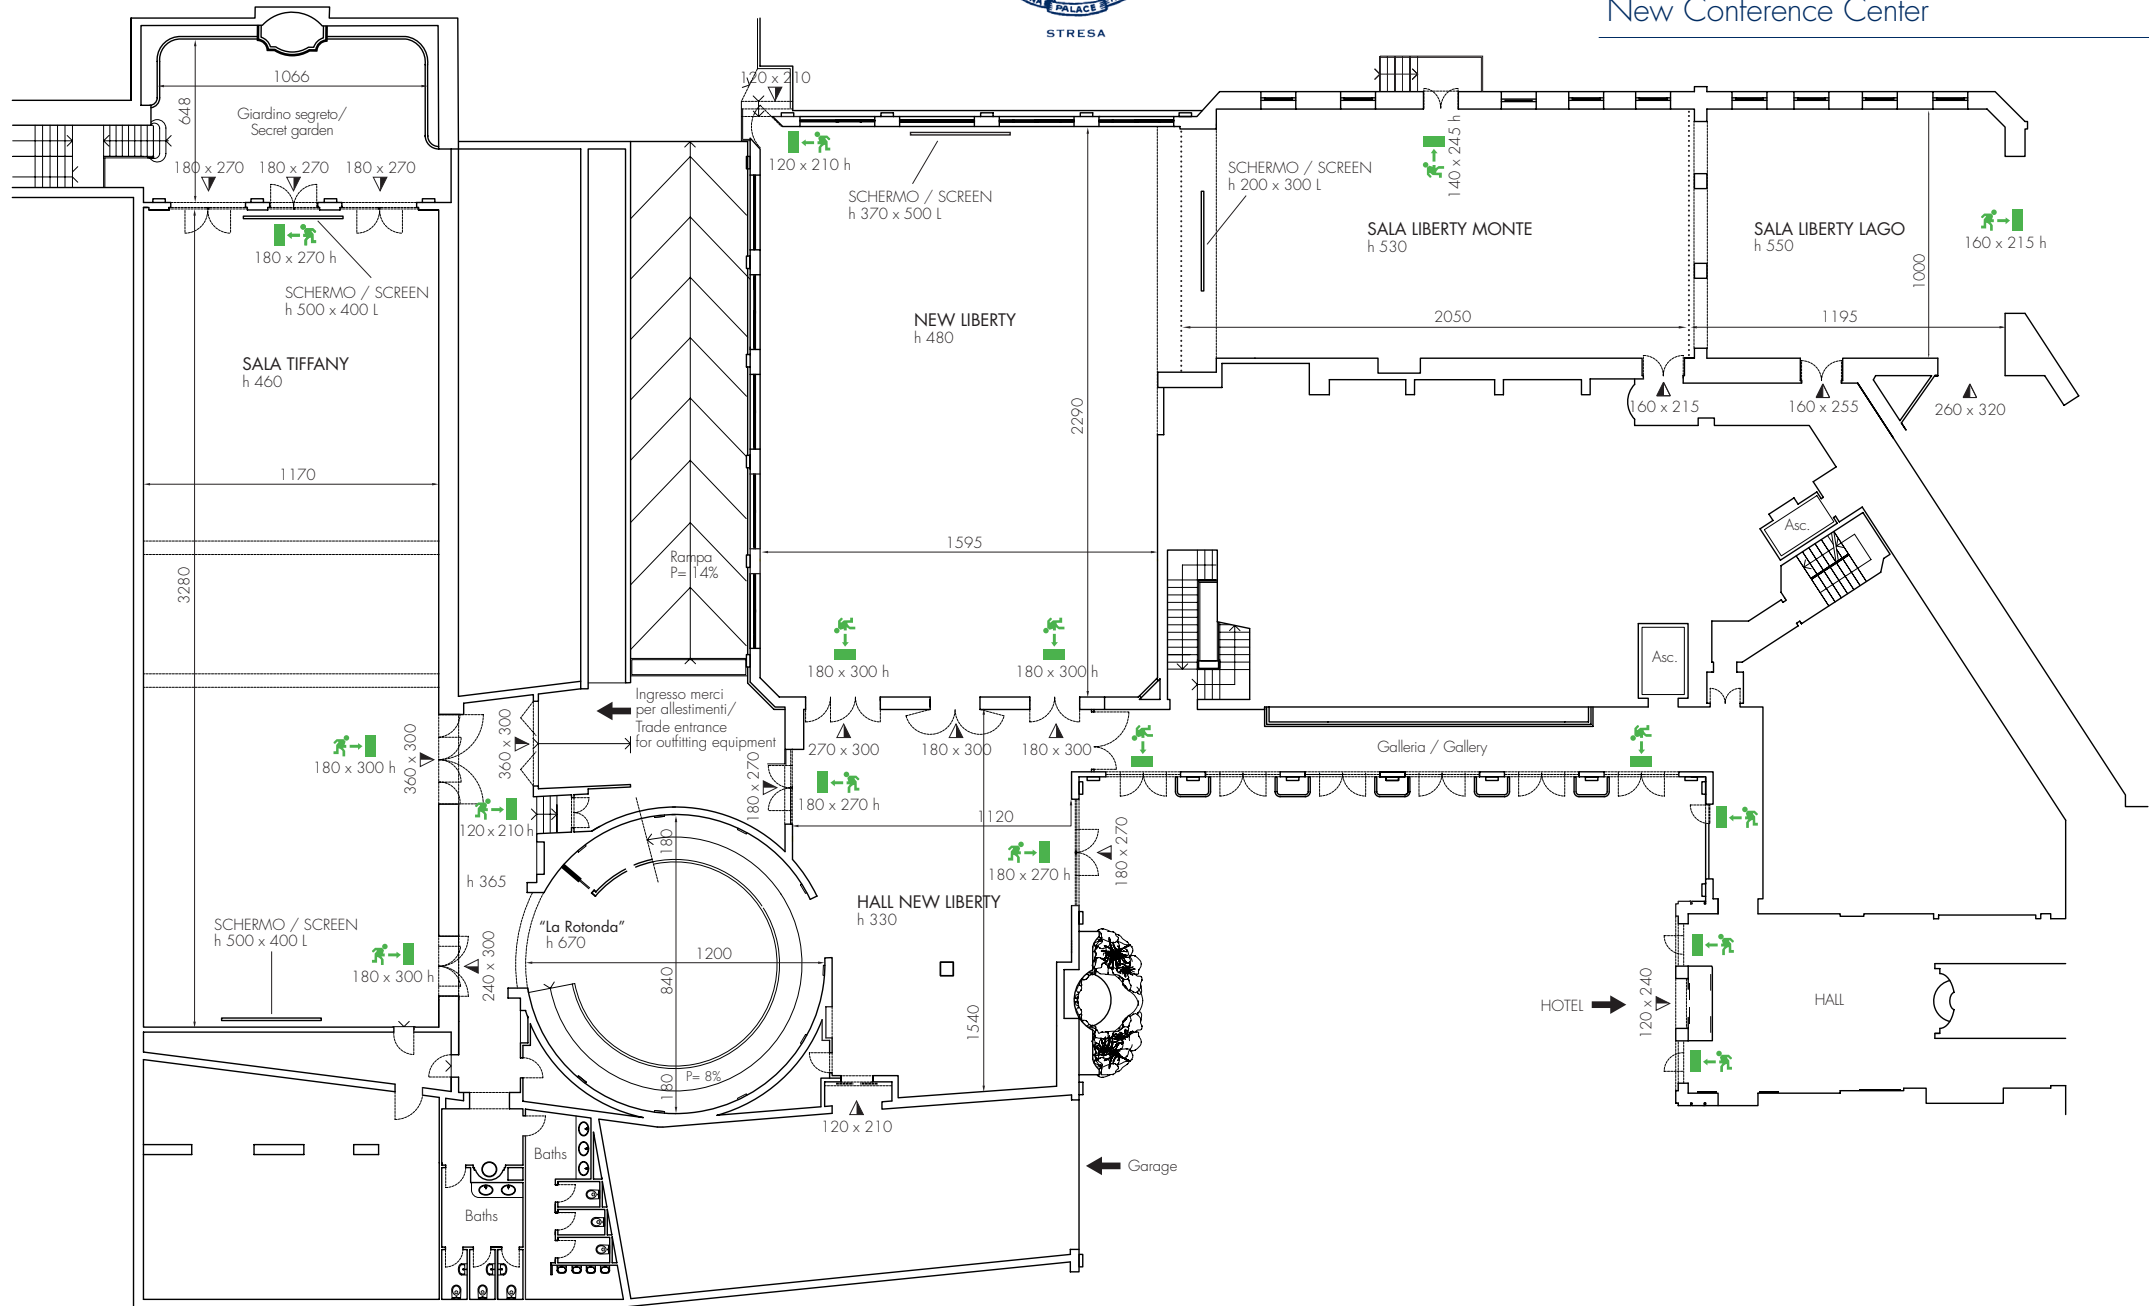 PALACE
STRESA
New Conference Center
1066
648
Giardino segreto/
Secret garden
180 x 270
180 x 270
180 x 270
180 x 270 h
SCHERMO / SCREEN
h 500 x 400 L
SALA TIFFANY
h 460
1170
3280
360 x 300
180 x 300 h
SCHERMO / SCREEN
h 500 x 400 L
180 x 300 h
240 x 300
360 x 300
120 x 210 h
h 365
Rampa
P= 14%
Ingresso merci
per allestimenti/
Trade entrance
for outfitting equipment
"La Rotonda"
h 670
1200
180
840
180
P= 8%
120 x 210
120 x 210 h
SCHERMO / SCREEN
h 370 x 500 L
NEW LIBERTY
h 480
2290
1595
180 x 300 h
180 x 300 h
270 x 300
180 x 300
180 x 300
180 x 270
180 x 270 h
1120
180 x 270 h
180 x 270
HALL NEW LIBERTY
h 330
1540
120 x 210
SCHERMO / SCREEN
h 200 x 300 L
140 x 245 h
SALA LIBERTY MONTE
h 530
2050
SALA LIBERTY LAGO
h 550
1000
1195
160 x 215 h
160 x 215
160 x 255
260 x 320
Asc.
Asc.
Galleria / Gallery
HOTEL
120 x 240
HALL
Garage
Baths
Baths